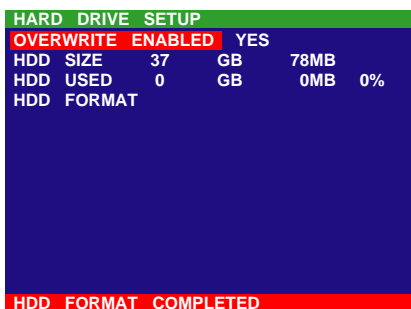 HARD DRIVE SETUP
OVERWRITE ENABLED YES
HDD SIZE 37 GB 78MB
HDD USED 0 GB 0MB 0%
HDD FORMAT
HDD FORMAT COMPLETED